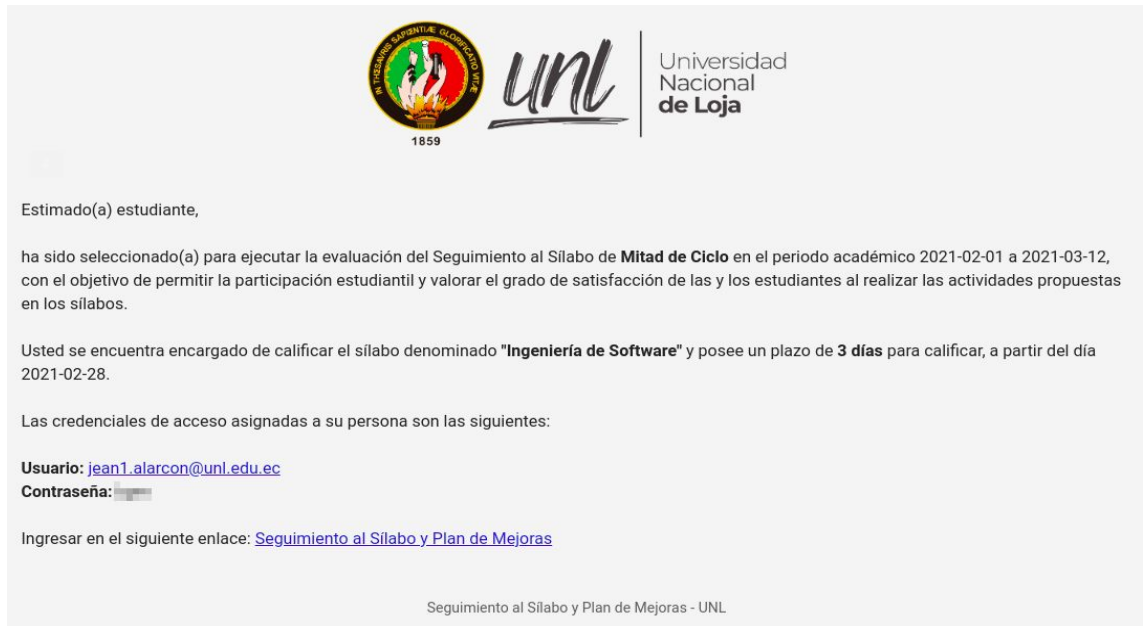 IN THESAVRIS SAPIENTIÆ GLORIFICATIO VITÆ
1859
unl
Universidad
Nacional
de Loja
Estimado(a) estudiante,
ha sido seleccionado(a) para ejecutar la evaluación del Seguimiento al Sílabo de Mitad de Ciclo en el periodo académico 2021-02-01 a 2021-03-12,
con el objetivo de permitir la participación estudiantil y valorar el grado de satisfacción de las y los estudiantes al realizar las actividades propuestas
en los sílabos.
Usted se encuentra encargado de calificar el sílabo denominado "Ingeniería de Software" y posee un plazo de 3 días para calificar, a partir del día
2021-02-28.
Las credenciales de acceso asignadas a su persona son las siguientes:
Usuario: jean1.alarcon@unl.edu.ec
Contraseña:
Ingresar en el siguiente enlace: Seguimiento al Sílabo y Plan de Mejoras
Seguimiento al Sílabo y Plan de Mejoras - UNL